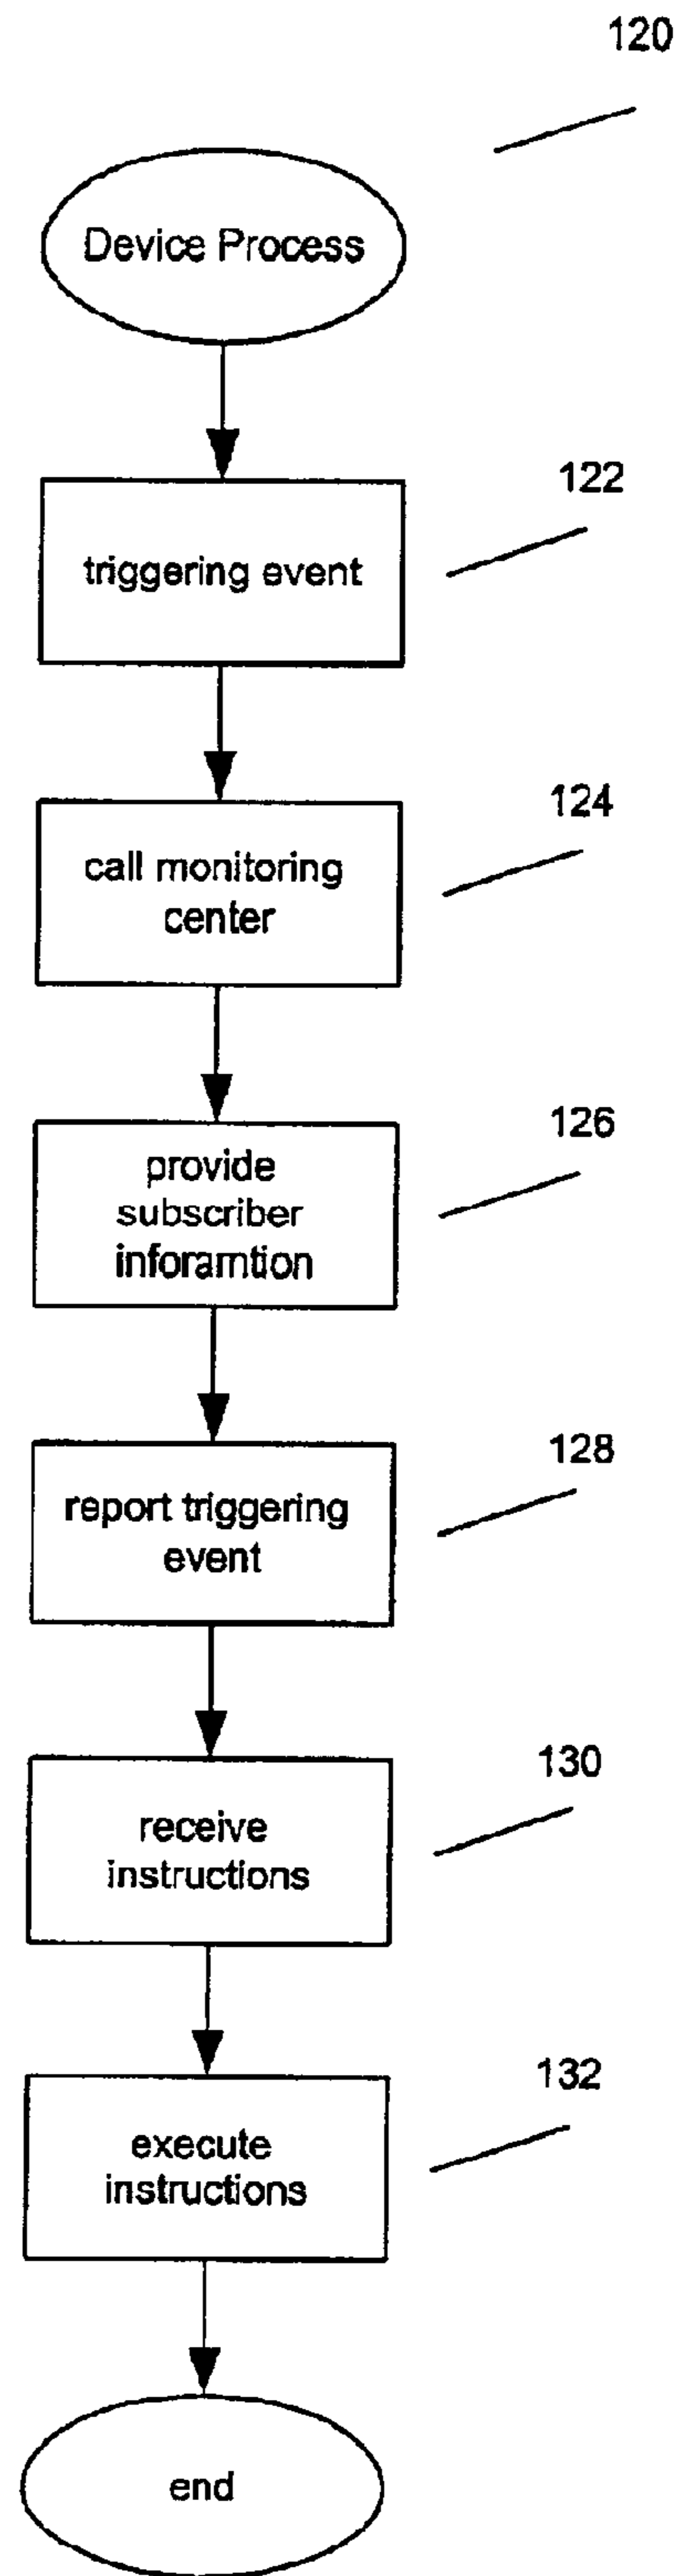 120
Device Process
122
triggering event
124
call monitoring
center
126
provide
subscriber
inforamtion
128
report triggering
event
130
receive
instructions
132
execute
instructions
end